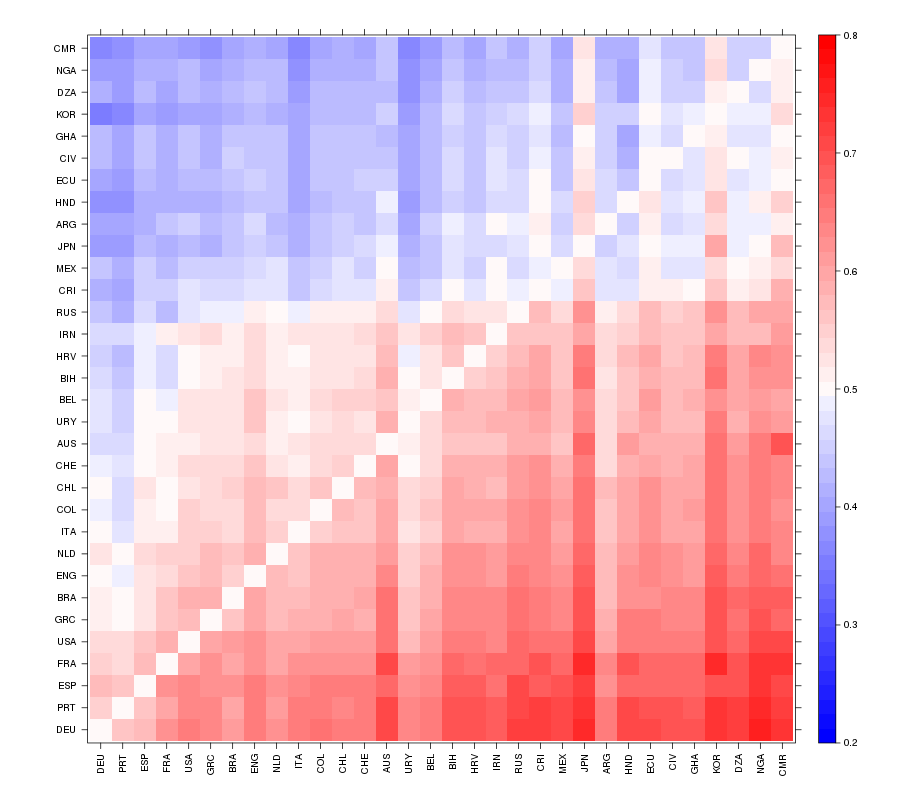 CMR
NGA
DZA
KOR
GHA
CIV
ECU
HND
ARG
JPN
MEX
CRI
RUS
IRN
HRV
BIH
BEL
URY
AUS
CHE
CHL
COL
ITA
NLD
ENG
BRA
GRC
USA
FRA
ESP
PRT
DEU
DEU PRT ESP FRA USA GRC BRA ENG NLD ITA COL CHL CHE AUS URY BEL BIH HRV IRN RUS CRI MEX JPN ARG HND ECU CIV GHA KOR DZA NGA CMR
0.8
0.7
0.6
0.5
0.4
0.3
0.2